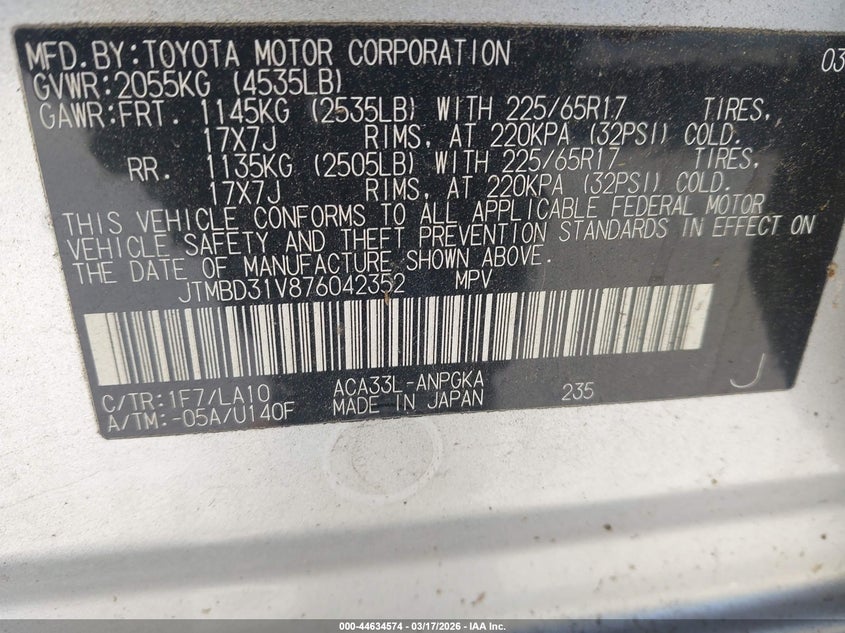 MFD.BY:TOYOTA MOTOR CORPORATION 03
GVWR:2055KG (4535LB)
GAWR:FRT. 1145KG (2535LB) WITH 225/65R17 TIRES,
17X7J RIMS, AT 220KPA (32PSI) COLD.
RR. 1135KG (2505LB) WITH 225/65R17 TIRES,
17X7J RIMS, AT 220KPA (32PSI) COLD.
THIS VEHICLE CONFORMS TO ALL APPLICABLE FEDERAL MOTOR
VEHICLE SAFETY AND THEFT PREVENTION STANDARDS IN EFFECT ON
THE DATE OF MANUFACTURE SHOWN ABOVE.
JTMBD31V876042352 MPV
C/TR:1F7/LA10 ACA33L-ANPGKA 235 J
A/TM:-05A/U140F MADE IN JAPAN
000-44634574 | 03/17/2026 - IAA Inc.